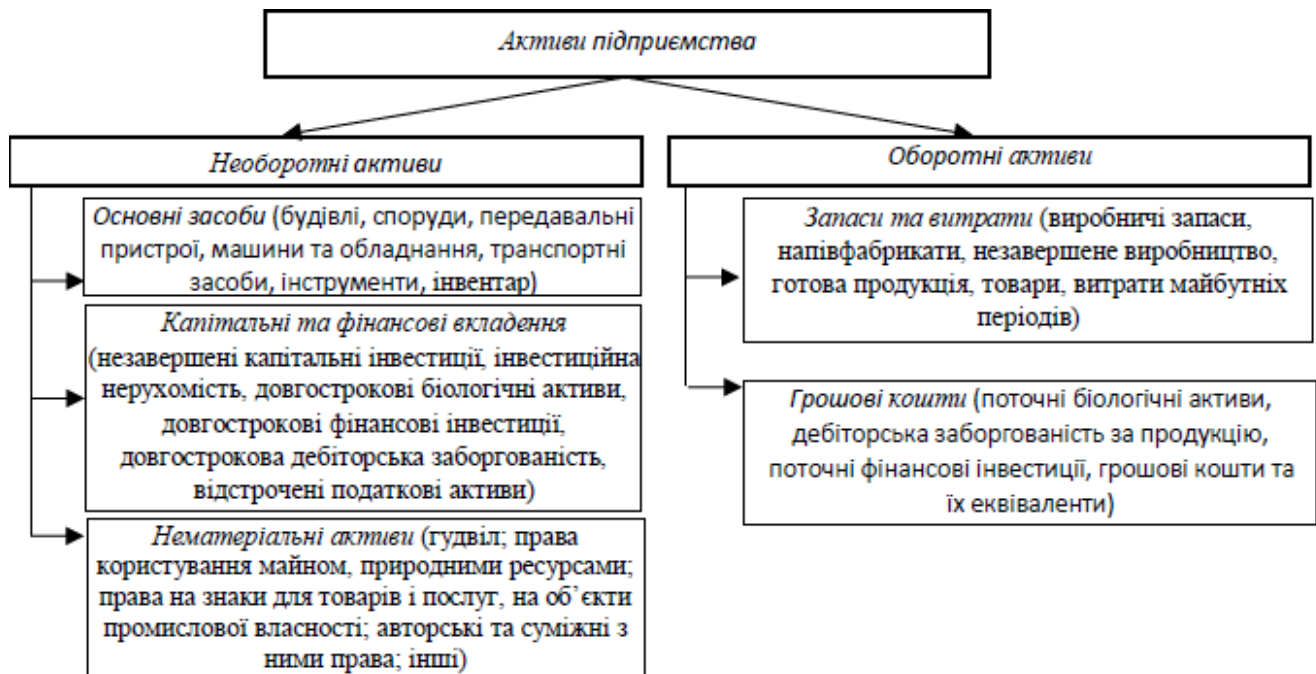 Активи підприємства
Необоротні активи
Основні засоби (будівлі, споруди, передавальні
пристрої, машини та обладнання, транспортні
засоби, інструменти, інвентар)
Капітальні та фінансові вкладення
(незавершені капітальні інвестиції, інвестиційна
нерухомість, довгострокові біологічні активи,
довгострокові фінансові інвестиції,
довгострокова дебіторська заборгованість,
відстрочені податкові активи)
Нематеріальні активи (гудвіл; права
користування майном, природними ресурсами;
права на знаки для товарів і послуг, на об’єкти
промислової власності; авторські та суміжні з
ними права; інші)
Оборотні активи
Запаси та витрати (виробничі запаси,
напівфабрикати, незавершене виробництво,
готова продукція, товари, витрати майбутніх
періодів)
Грошові кошти (поточні біологічні активи,
дебіторська заборгованість за продукцію,
поточні фінансові інвестиції, грошові кошти та
їх еквіваленти)